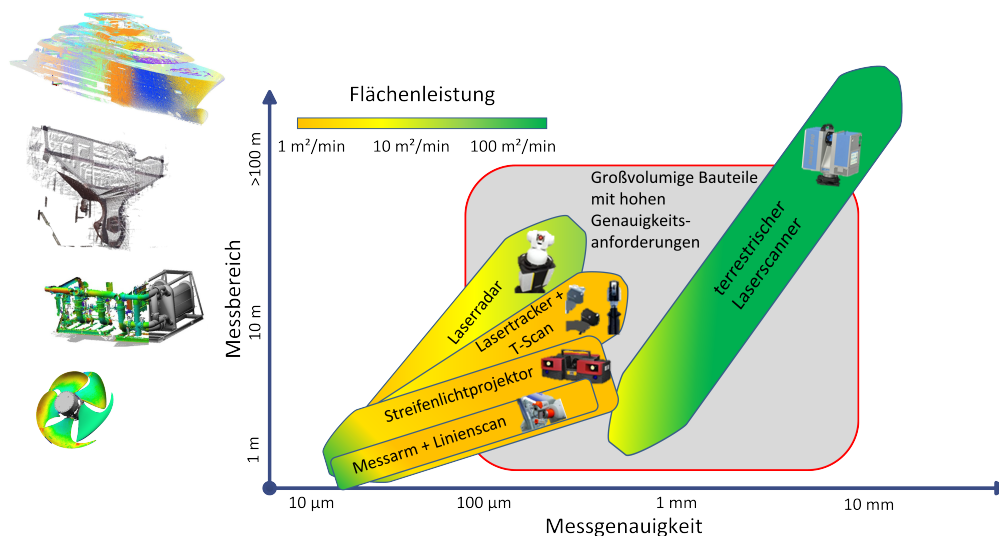 Flächenleistung
1 m²/min
10 m²/min
100 m²/min
Großvolumige Bauteile
mit hohen
Genauigkeits-
anforderungen
terrestrischer
Laserscanner
Laserradar
Lasertracker +
T-Scan
Streifenlichtprojektor
Messarm + Linienscan
Messbereich
>100 m
10 m
1 m
10 µm
100 µm
1 mm
10 mm
Messgenauigkeit